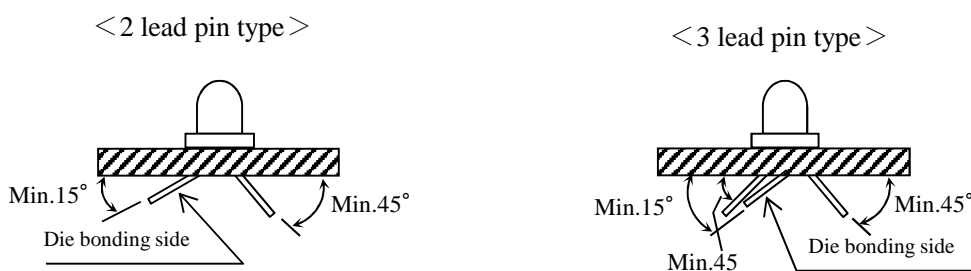 ＜2 lead pin type＞
Min.15°
Min.45°
Die bonding side
＜3 lead pin type＞
Min.15°
Min.45°
Min.45
Die bonding side